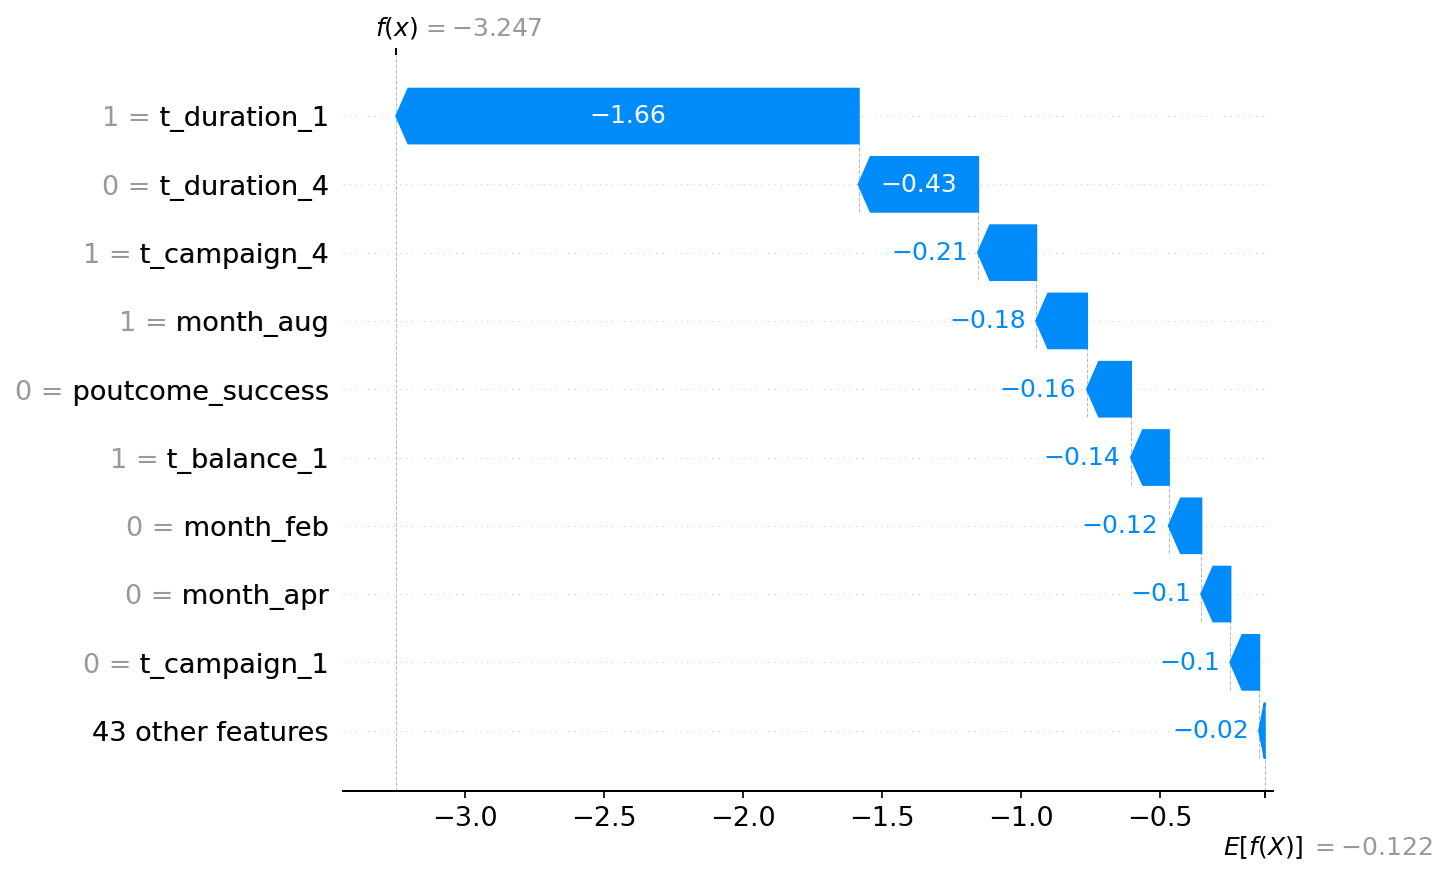 f(x) = −3.247
1 = t_duration_1 −1.66
0 = t_duration_4 −0.43
1 = t_campaign_4 −0.21
1 = month_aug −0.18
0 = poutcome_success −0.16
1 = t_balance_1 −0.14
0 = month_feb −0.12
0 = month_apr −0.1
0 = t_campaign_1 −0.1
43 other features −0.02
−3.0 −2.5 −2.0 −1.5 −1.0 −0.5
E[f(X)] = −0.122